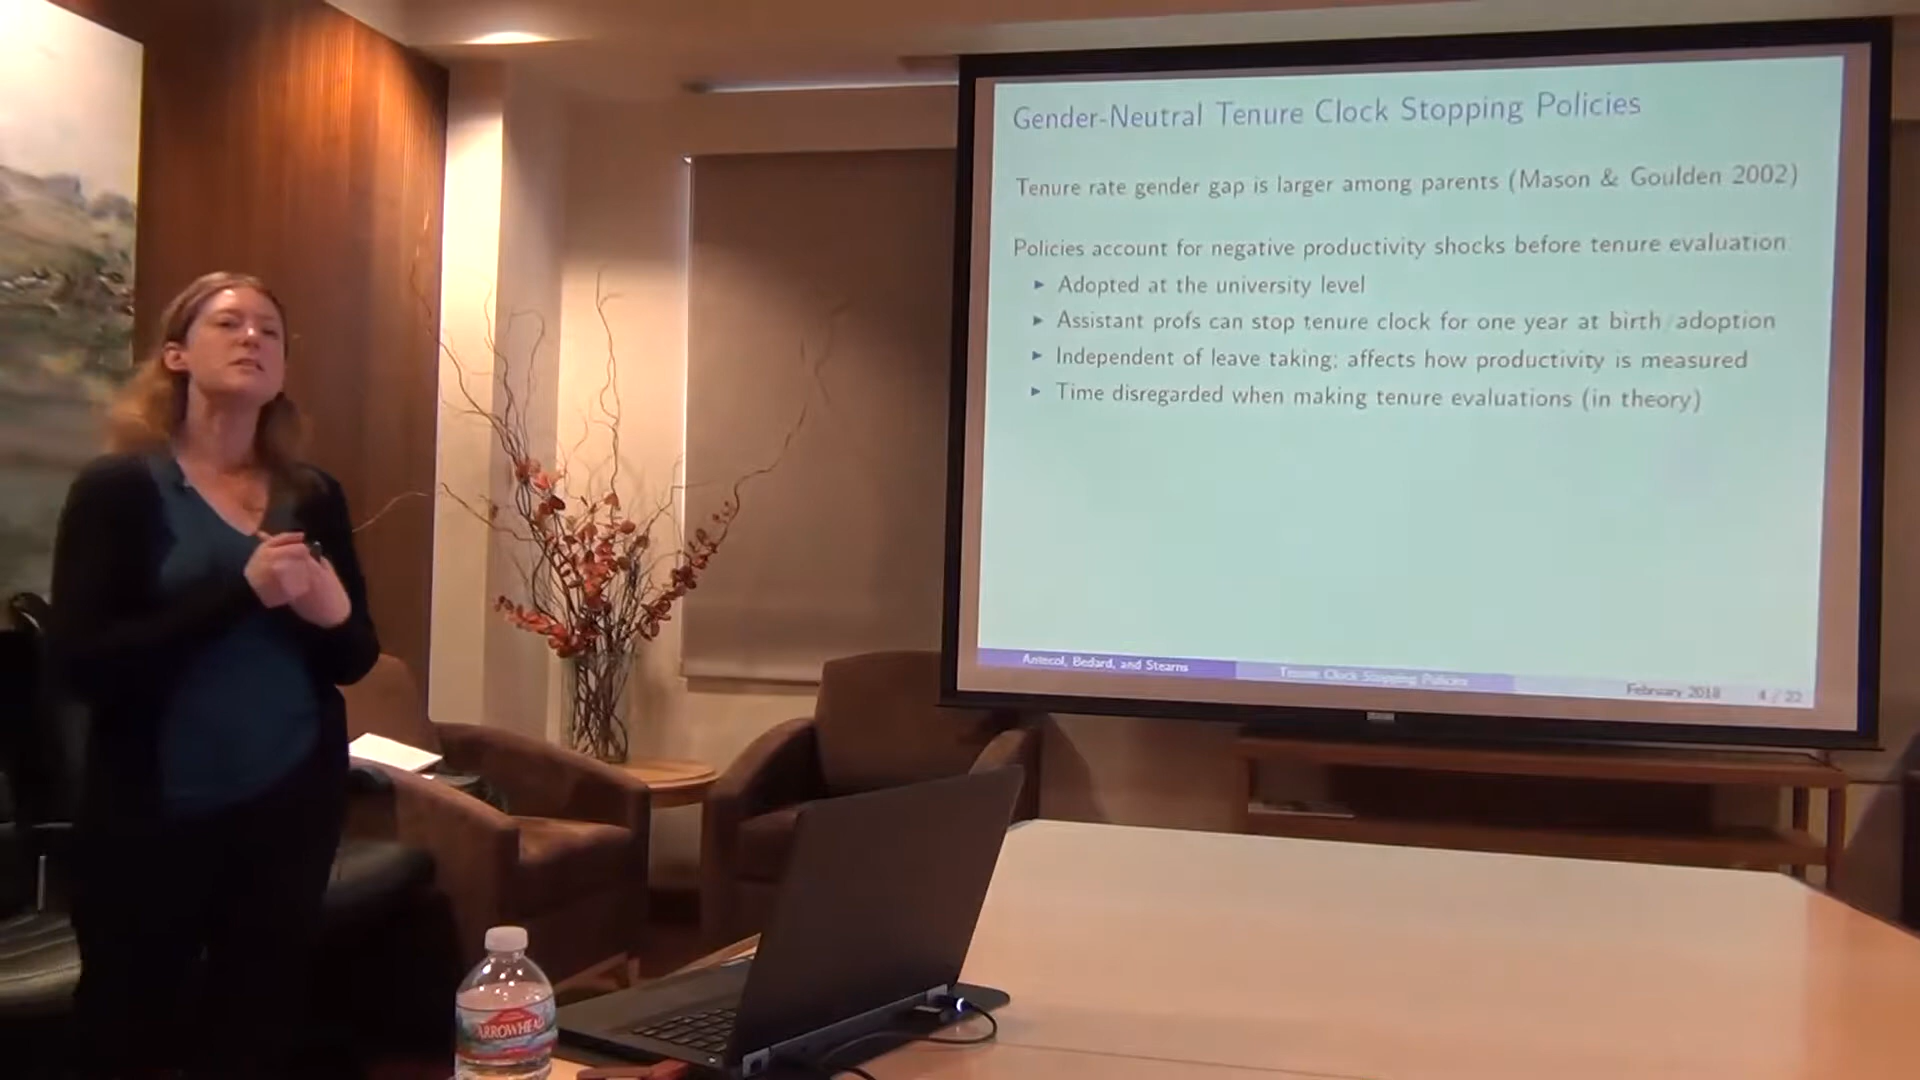 Gender-Neutral Tenure Clock Stopping Policies
Tenure rate gender gap is larger among parents (Mason & Goulden 2002)
Policies account for negative productivity shocks before tenure evaluation
► Adopted at the university level
► Assistant profs can stop tenure clock for one year at birth/adoption
► Independent of leave taking; affects how productivity is measured
► Time disregarded when making tenure evaluations (in theory)
Antecol, Bedard, and Stearns
Tenure Clock Stopping Policies
February 2018
4 / 22
ARROWHEA